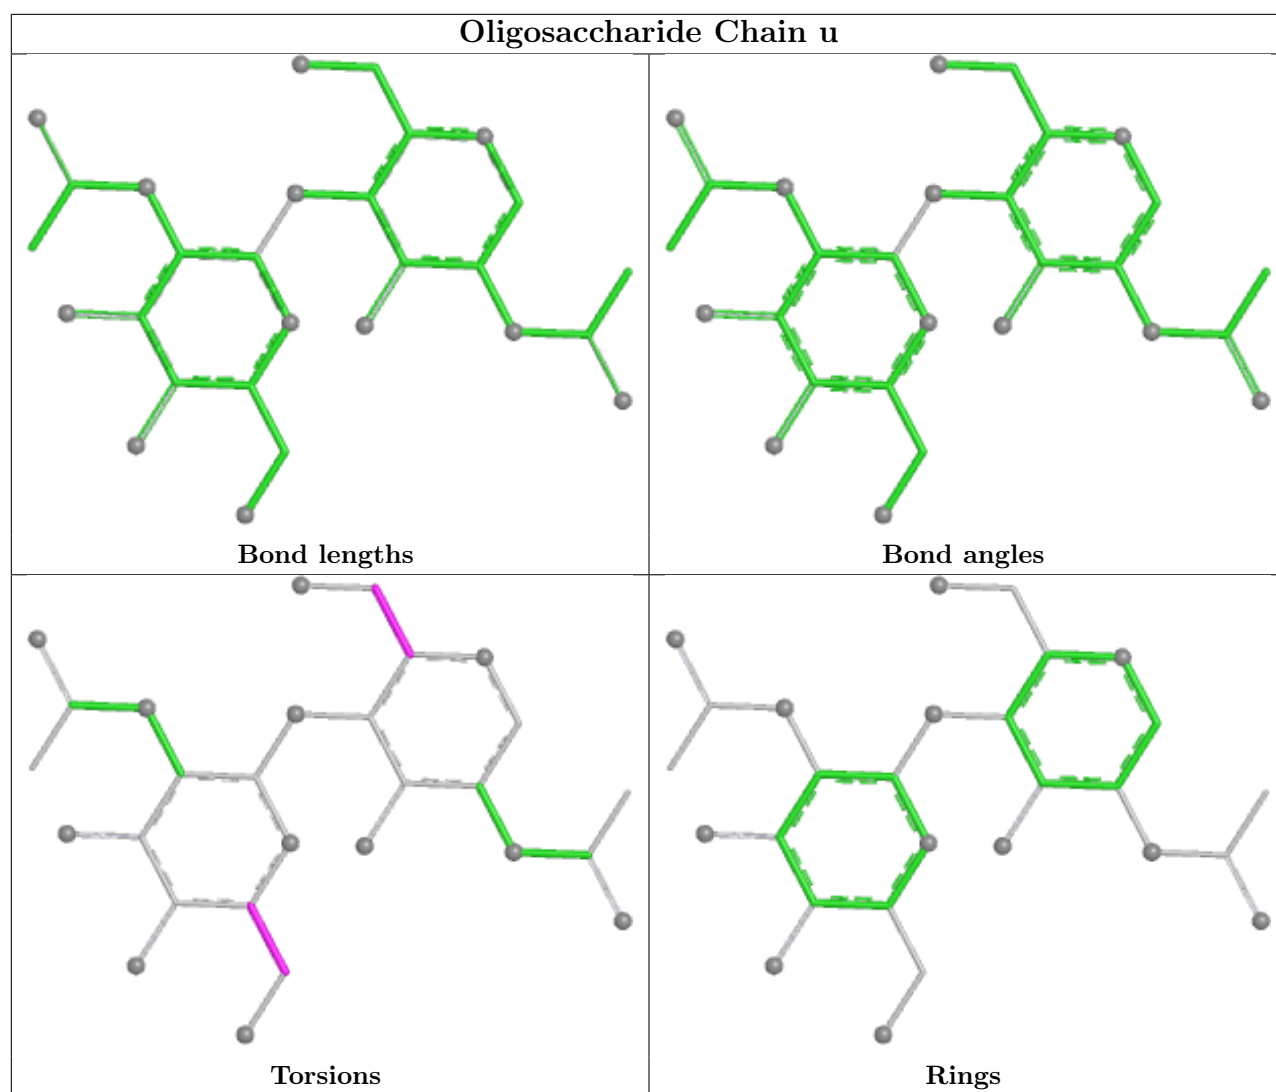 Oligosaccharide Chain u
Bond lengths
Bond angles
Torsions
Rings